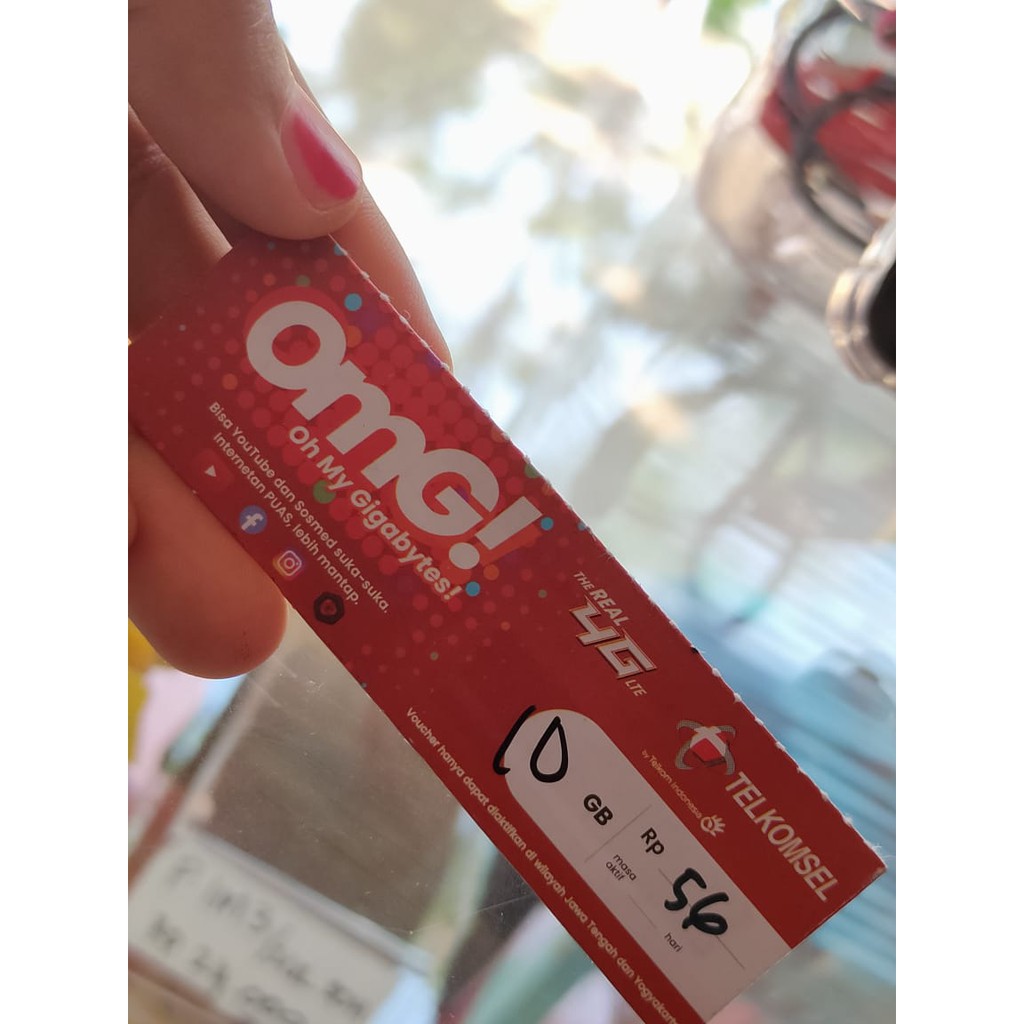 OMG!
Oh My Gigabytes!
Bisa YouTube dan Sosmed suka-suka.
Internetan PUAS, lebih mantap.
THE REAL
4G LTE
TELKOMSEL
by Telkom Indonesia
10 GB
Rp 56
masa
aktif
hari
Voucher hanya dapat diaktifkan di wilayah Jawa Tengah dan Yogyakarta